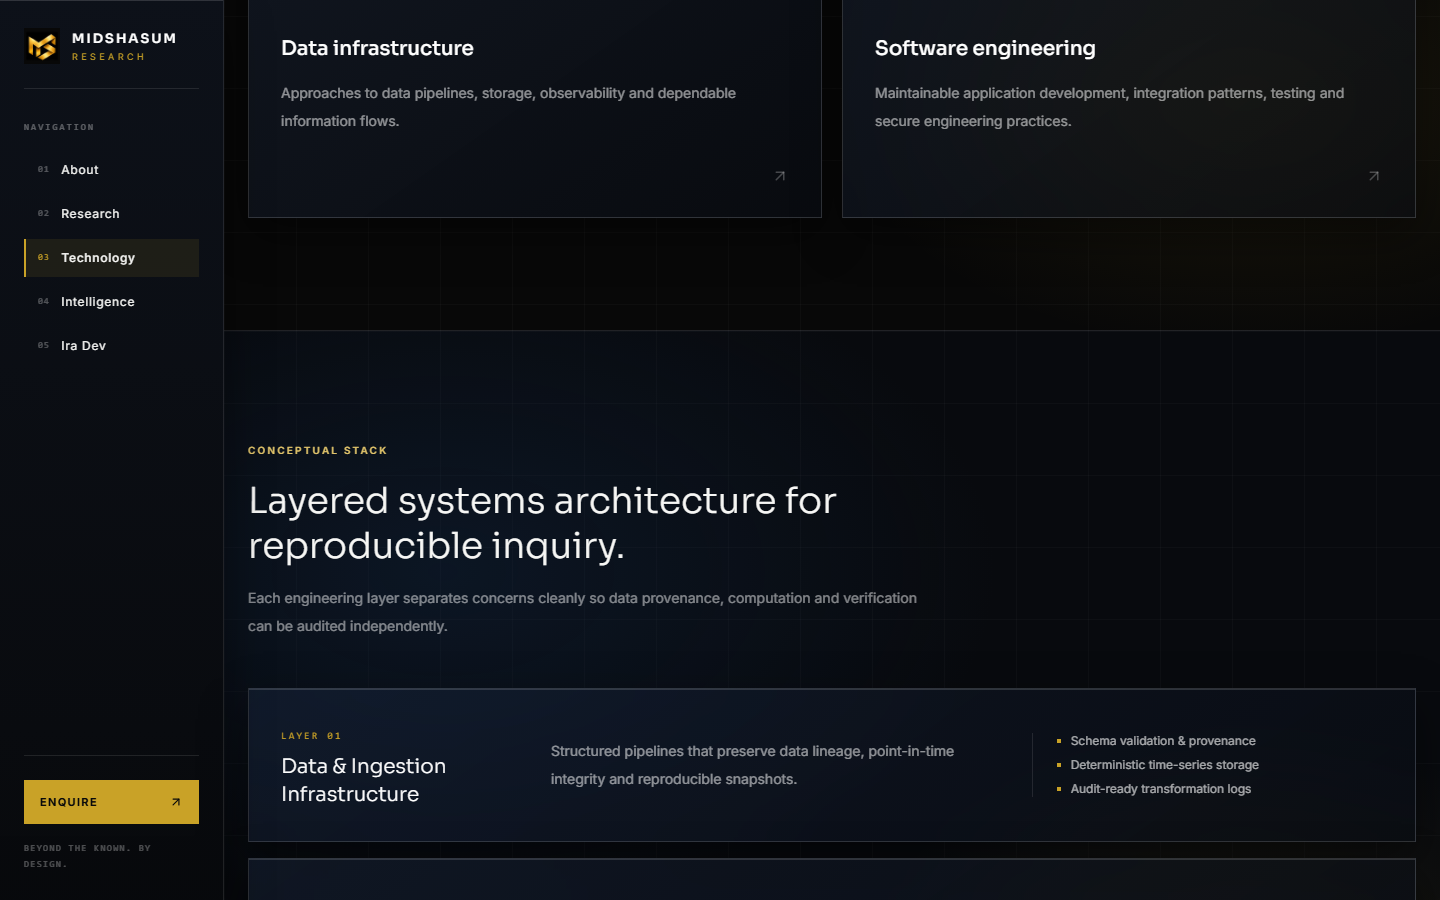 MIDSHASUM
RESEARCH
NAVIGATION
01 About
02 Research
03 Technology
04 Intelligence
05 Ira Dev
ENQUIRE
BEYOND THE KNOWN. BY
DESIGN.
Data infrastructure
Approaches to data pipelines, storage, observability and dependable
information flows.
Software engineering
Maintainable application development, integration patterns, testing and
secure engineering practices.
CONCEPTUAL STACK
Layered systems architecture for
reproducible inquiry.
Each engineering layer separates concerns cleanly so data provenance, computation and verification
can be audited independently.
LAYER 01
Data & Ingestion
Infrastructure
Structured pipelines that preserve data lineage, point-in-time
integrity and reproducible snapshots.
Schema validation & provenance
Deterministic time-series storage
Audit-ready transformation logs